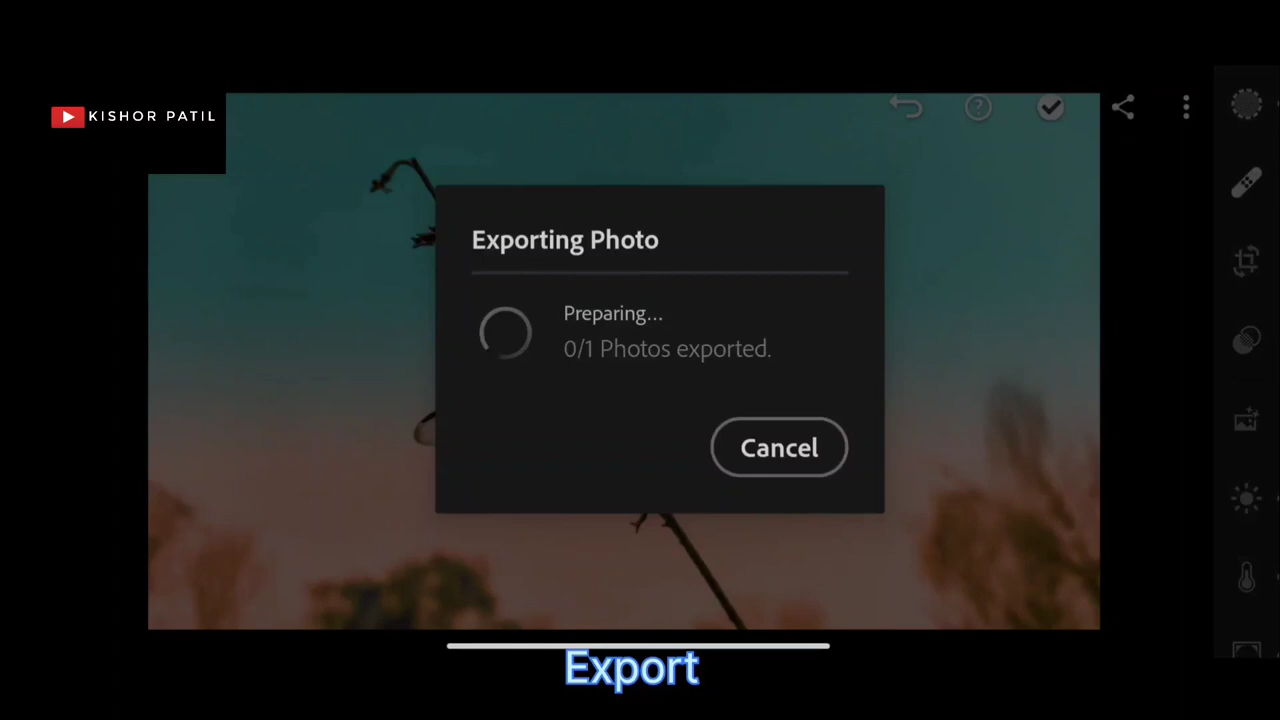 KISHOR PATIL
Exporting Photo
Preparing...
0/1 Photos exported.
Cancel
Export